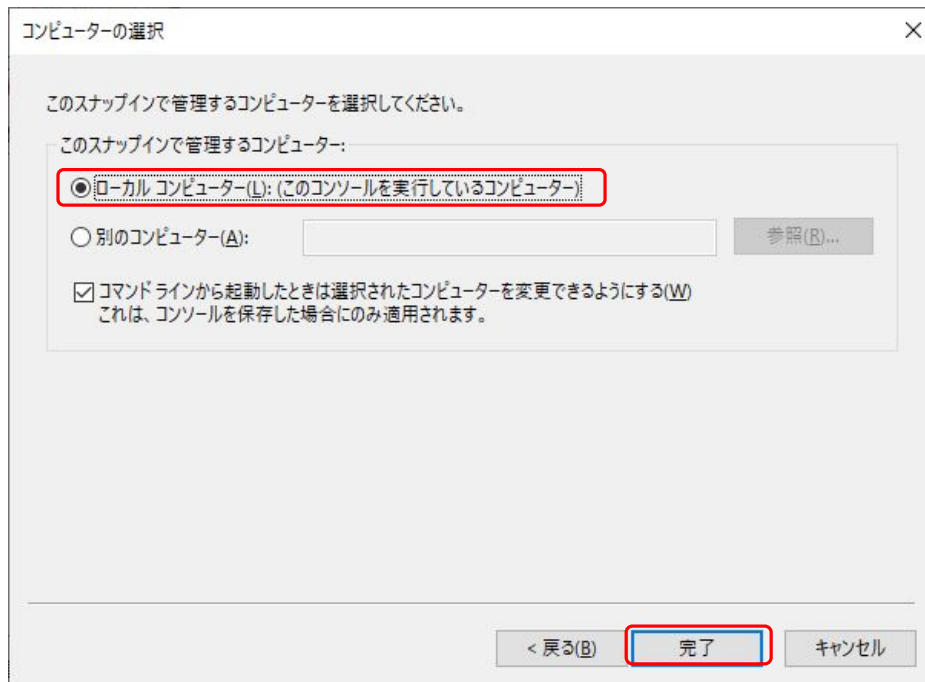 コンピューターの選択
このスナップインで管理するコンピューターを選択してください。
このスナップインで管理するコンピューター:
ローカル コンピューター(L): (このコンソールを実行しているコンピューター)
別のコンピューター(A):
参照(R)...
コマンド ラインから起動したときは選択されたコンピューターを変更できるようにする(W)
これは、コンソールを保存した場合にのみ適用されます。
< 戻る(B)
完了
キャンセル